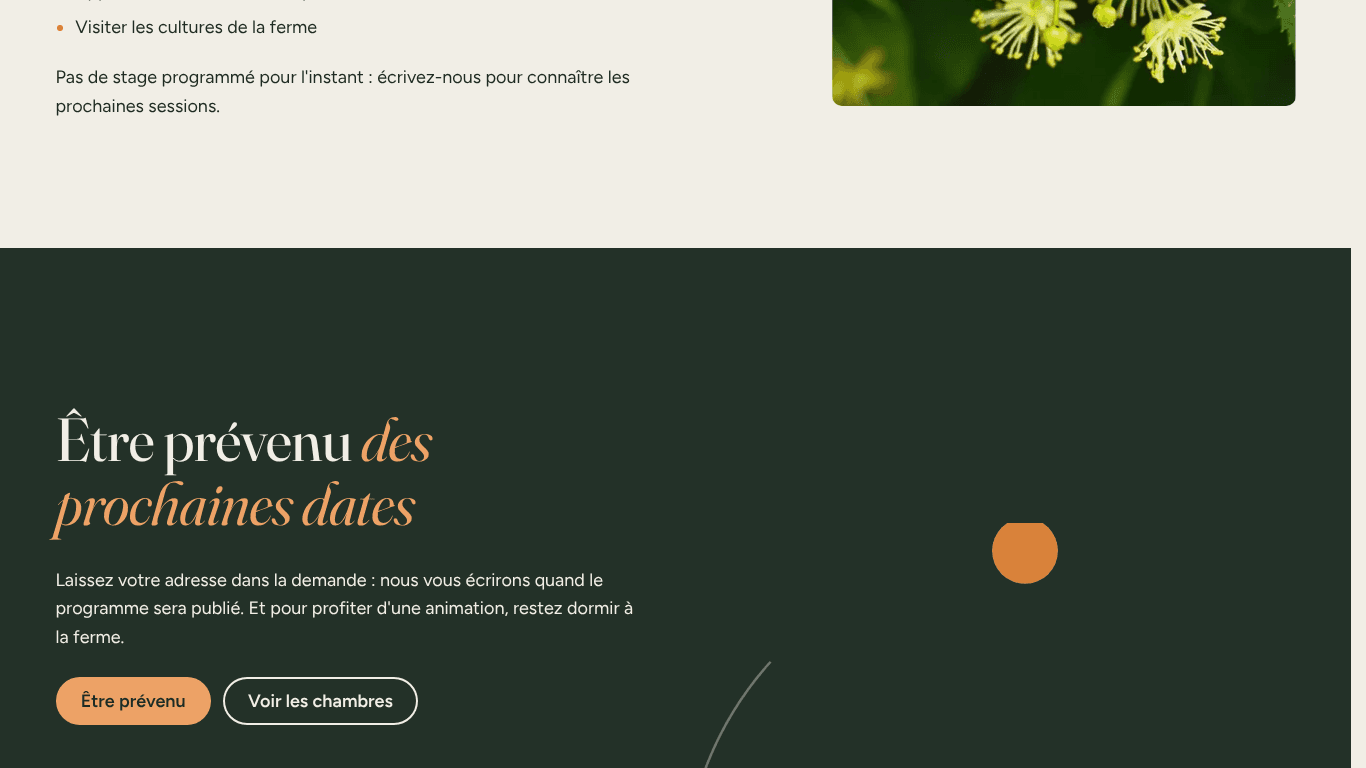 Visiter les cultures de la ferme
Pas de stage programmé pour l'instant : écrivez-nous pour connaître les
prochaines sessions.
Être prévenu des
prochaines dates
Laissez votre adresse dans la demande : nous vous écrirons quand le
programme sera publié. Et pour profiter d'une animation, restez dormir à
la ferme.
Être prévenu
Voir les chambres